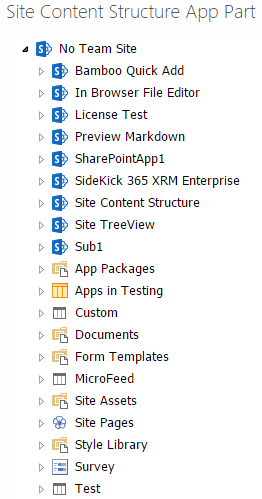 Site Content Structure App Part
No Team Site
Bamboo Quick Add
In Browser File Editor
License Test
Preview Markdown
SharePointApp1
SideKick 365 XRM Enterprise
Site Content Structure
Site TreeView
Sub1
App Packages
Apps in Testing
Custom
Documents
Form Templates
MicroFeed
Site Assets
Site Pages
Style Library
Survey
Test